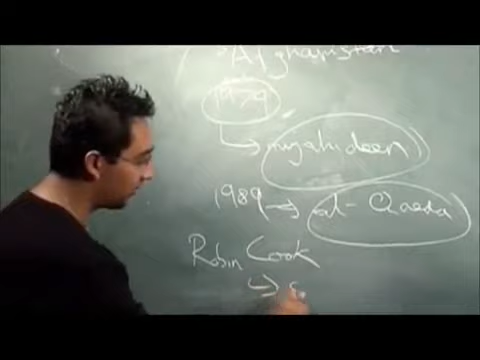 Afghanistan
1979
↳ mujahideen
1989 → al-Qaeda
Robin Cook